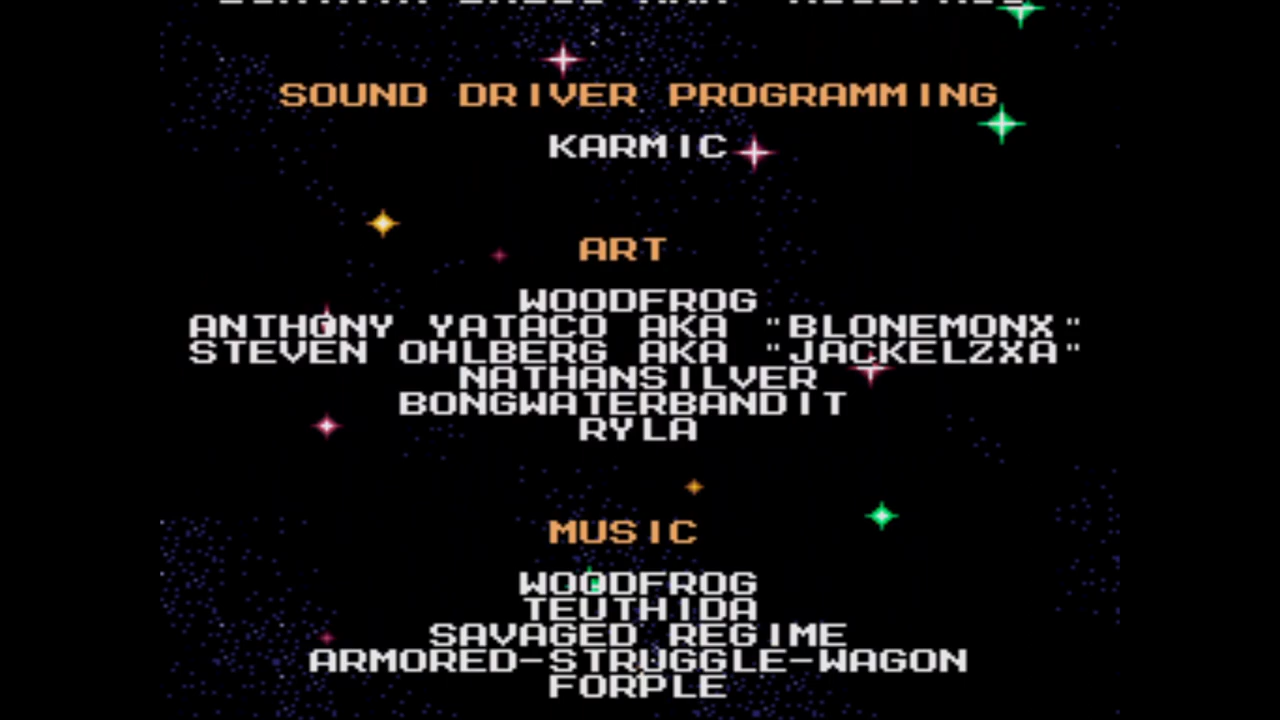 SOUND DRIVER PROGRAMMING
KARMIC
ART
WOODFROG
ANTHONY YATACO AKA "BLONEMONX"
STEVEN OHLBERG AKA "JACKELZXA"
NATHANSILVER
BONGWATERBANDIT
RYLA
MUSIC
WOODFROG
TEUTHIDA
SAVAGED REGIME
ARMORED-STRUGGLE-WAGON
FORPLE